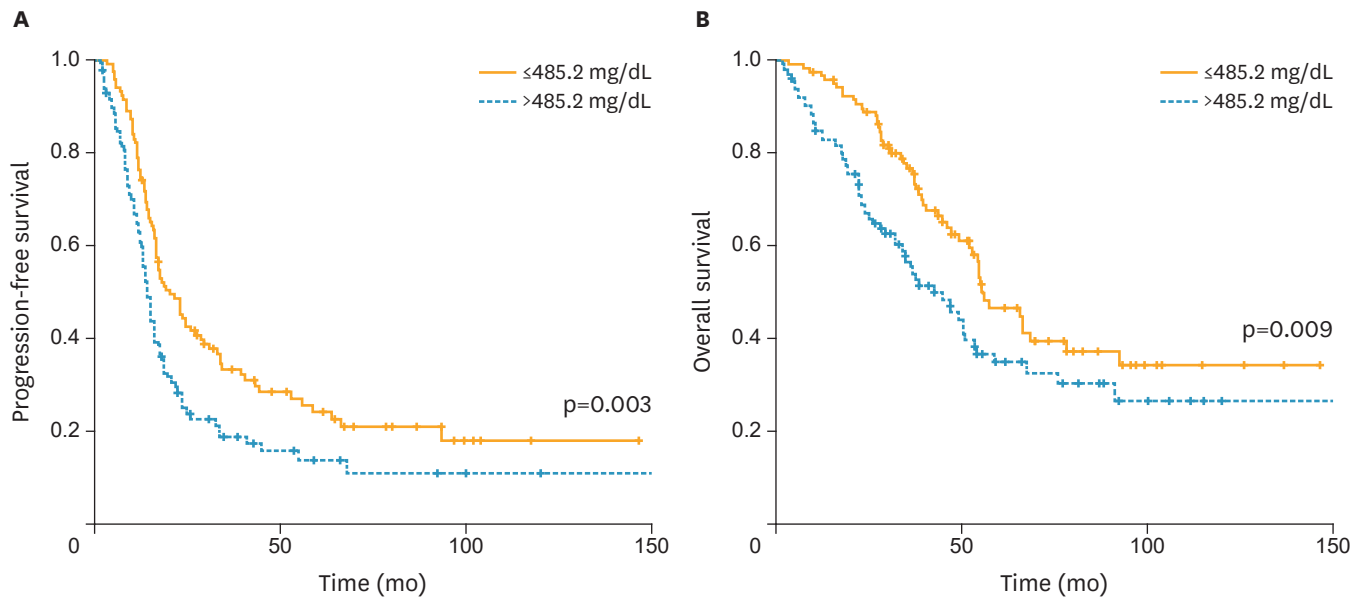 A
Progression-free survival
1.0
0.8
0.6
0.4
0.2
0
50
100
150
Time (mo)
≤485.2 mg/dL
>485.2 mg/dL
p=0.003
B
Overall survival
1.0
0.8
0.6
0.4
0.2
0
50
100
150
Time (mo)
≤485.2 mg/dL
>485.2 mg/dL
p=0.009